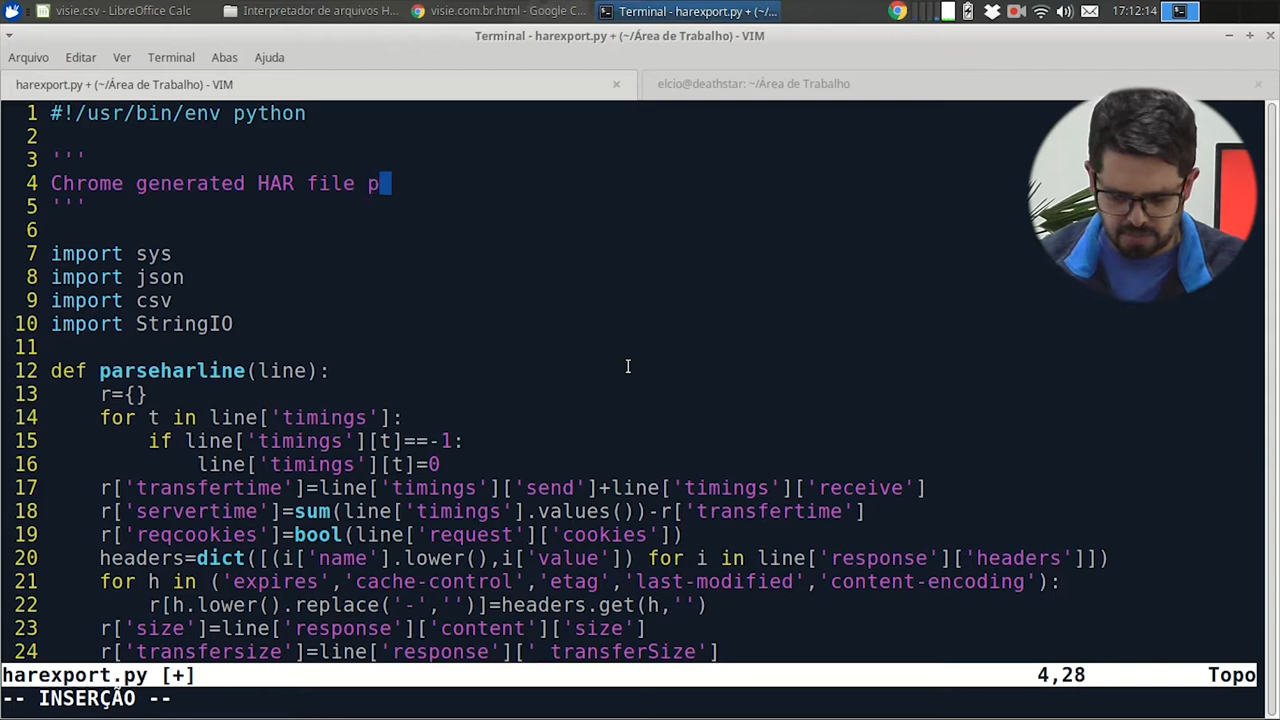 visie.csv - LibreOffice Calc
Interpretador de arquivos H...
visie.com.br.html - Google C...
Terminal - harexport.py + (~/...
17:12:14
Terminal - harexport.py + (~/Área de Trabalho) - VIM
Arquivo Editar Ver Terminal Abas Ajuda
harexport.py + (~/Área de Trabalho) - VIM
elcio@deathstar: ~/Área de Trabalho
1 #!/usr/bin/env python
2
3 '''
4 Chrome generated HAR file p
5 '''
6
7 import sys
8 import json
9 import csv
10 import StringIO
11
12 def parseharline(line):
13     r={}
14     for t in line['timings']:
15         if line['timings'][t]==-1:
16             line['timings'][t]=0
17     r['transfertime']=line['timings']['send']+line['timings']['receive']
18     r['servertime']=sum(line['timings'].values())-r['transfertime']
19     r['reqcookies']=bool(line['request']['cookies'])
20     headers=dict([(i['name'].lower(),i['value']) for i in line['response']['headers']])
21     for h in ('expires','cache-control','etag','last-modified','content-encoding'):
22         r[h.lower().replace('-','')]=headers.get(h,'')
23     r['size']=line['response']['content']['size']
24     r['transfersize']=line['response']['_transferSize']
harexport.py [+] 4,28 Topo
-- INSERÇÃO --